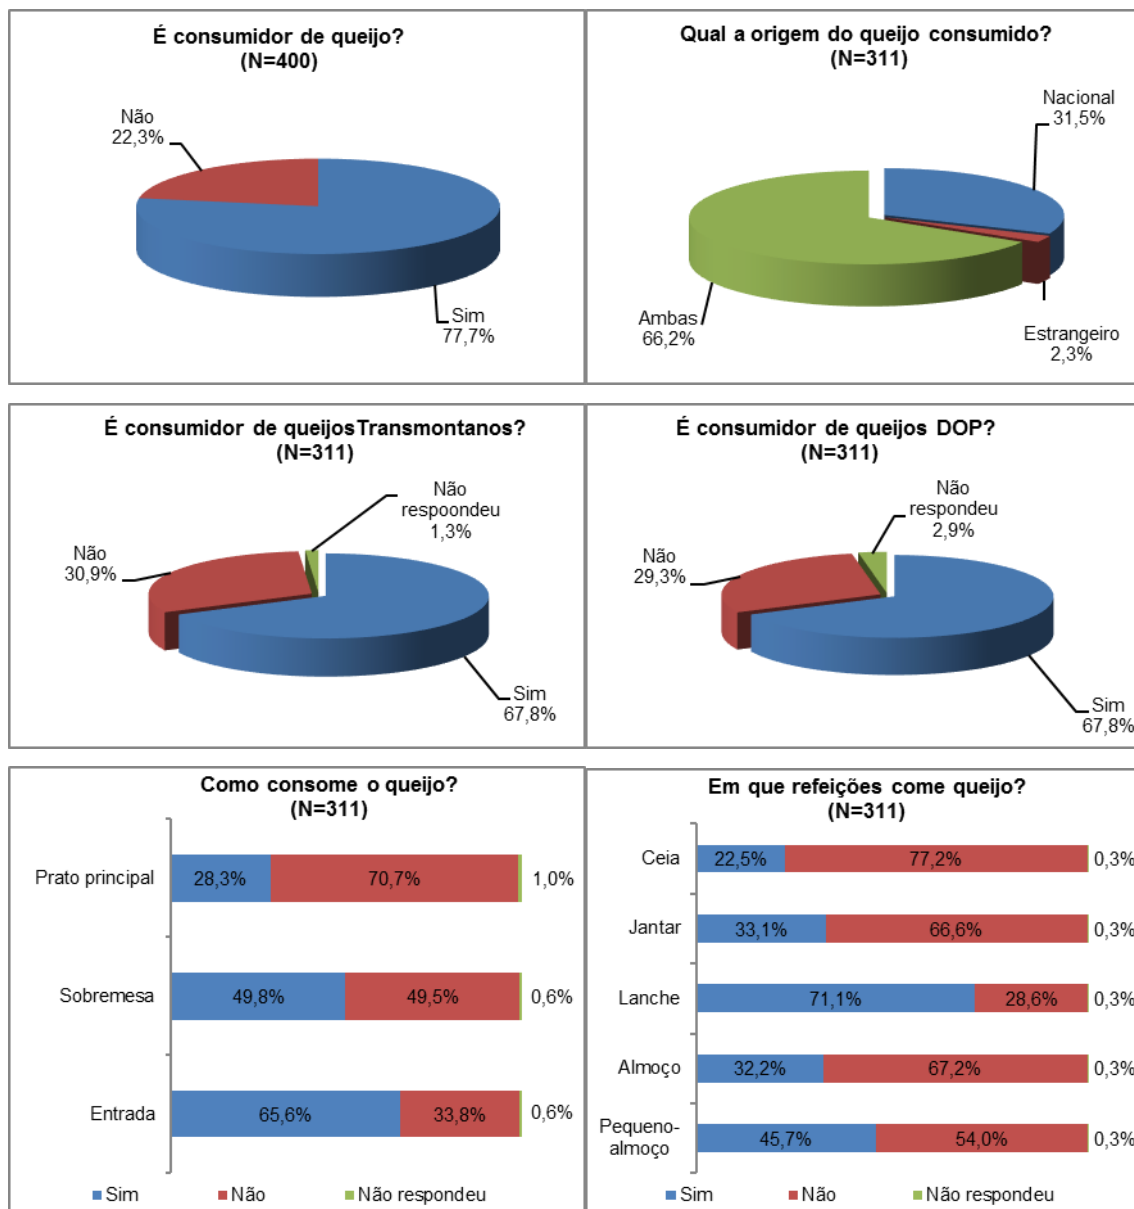 É consumidor de queijo?
(N=400)
Não
22,3%
Sim
77,7%
Qual a origem do queijo consumido?
(N=311)
Nacional
31,5%
Ambas
66,2%
Estrangeiro
2,3%
É consumidor de queijosTransmontanos?
(N=311)
Não
respoondeu
1,3%
Não
30,9%
Sim
67,8%
É consumidor de queijos DOP?
(N=311)
Não
respondeu
2,9%
Não
29,3%
Sim
67,8%
Como consome o queijo?
(N=311)
Prato principal 28,3% 70,7% 1,0%
Sobremesa 49,8% 49,5% 0,6%
Entrada 65,6% 33,8% 0,6%
Sim Não Não respondeu
Em que refeições come queijo?
(N=311)
Ceia 22,5% 77,2% 0,3%
Jantar 33,1% 66,6% 0,3%
Lanche 71,1% 28,6% 0,3%
Almoço 32,2% 67,2% 0,3%
Pequeno-
almoço 45,7% 54,0% 0,3%
Sim Não Não respondeu